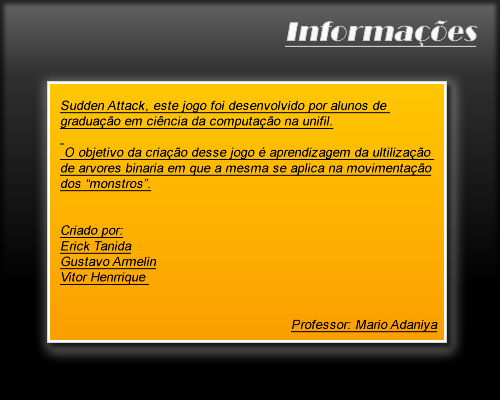 Informações
Sudden Attack, este jogo foi desenvolvido por alunos de
graduação em ciência da computação na unifil.
O objetivo da criação desse jogo é aprendizagem da ultilização
de arvores binaria em que a mesma se aplica na movimentação
dos “monstros”.
Criado por:
Erick Tanida
Gustavo Armelin
Vitor Henrrique
Professor: Mario Adaniya